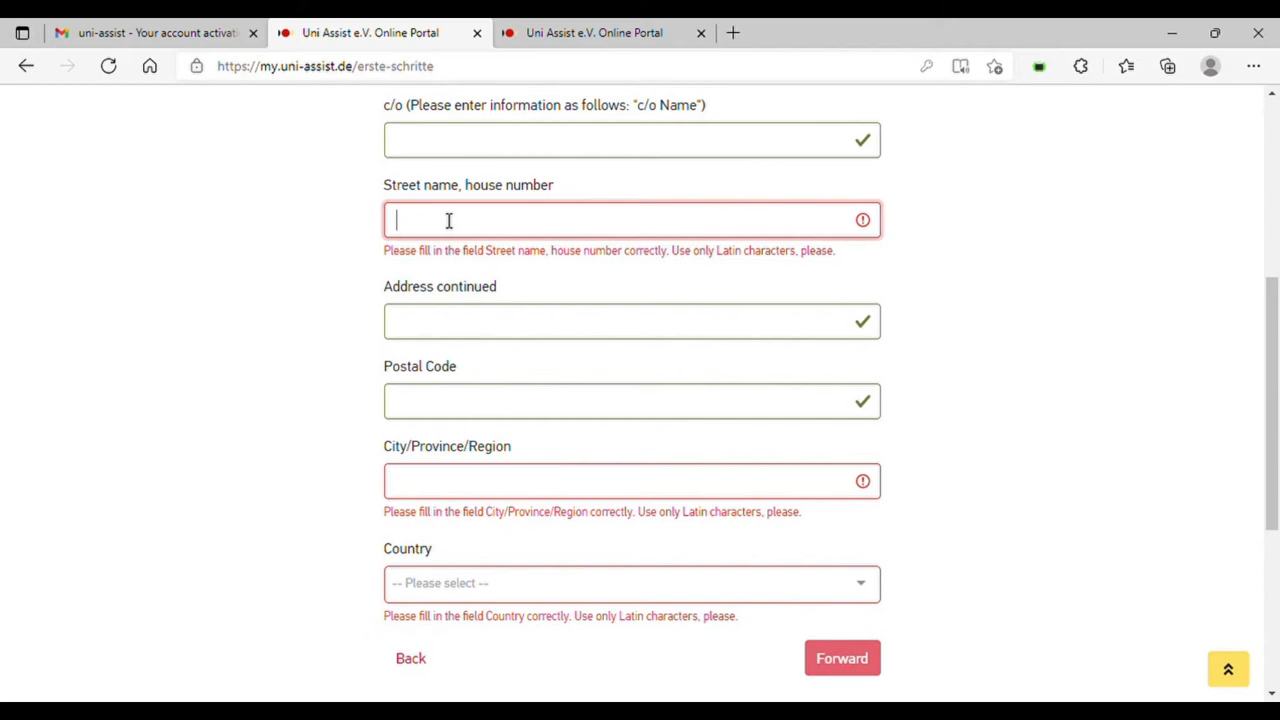 uni-assist - Your account activati
Uni Assist e.V. Online Portal
Uni Assist e.V. Online Portal
https://my.uni-assist.de/erste-schritte
c/o (Please enter information as follows: "c/o Name")
Street name, house number
Please fill in the field Street name, house number correctly. Use only Latin characters, please.
Address continued
Postal Code
City/Province/Region
Please fill in the field City/Province/Region correctly. Use only Latin characters, please.
Country
-- Please select --
Please fill in the field Country correctly. Use only Latin characters, please.
Back
Forward